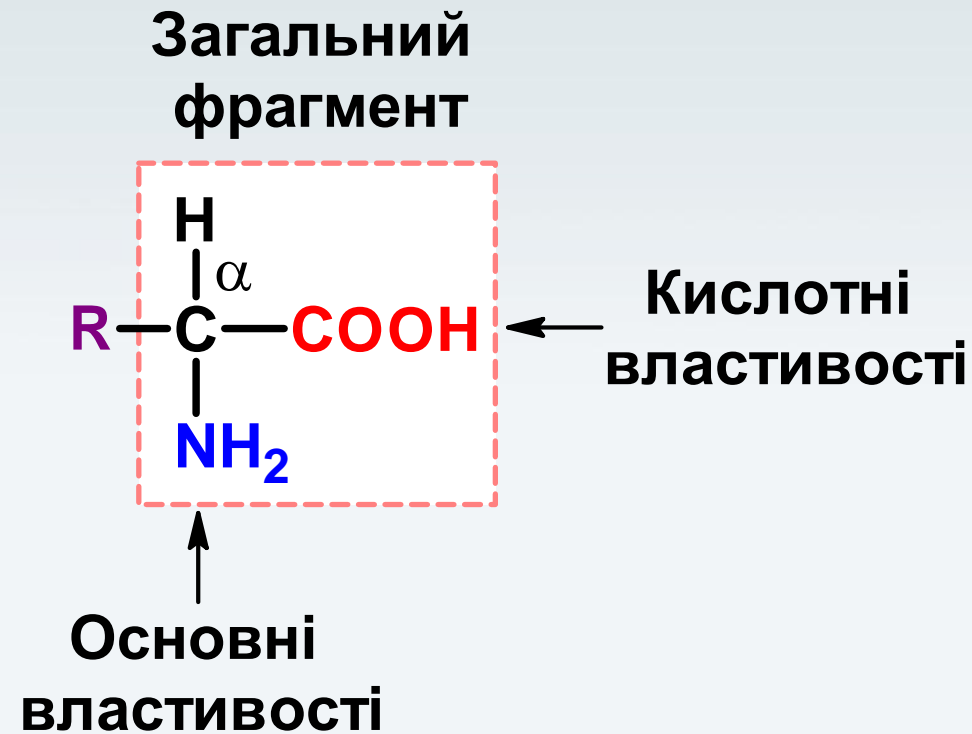 Загальний
фрагмент
H
α
R—C—COOH
NH2
Кислотні
властивості
Основні
властивості